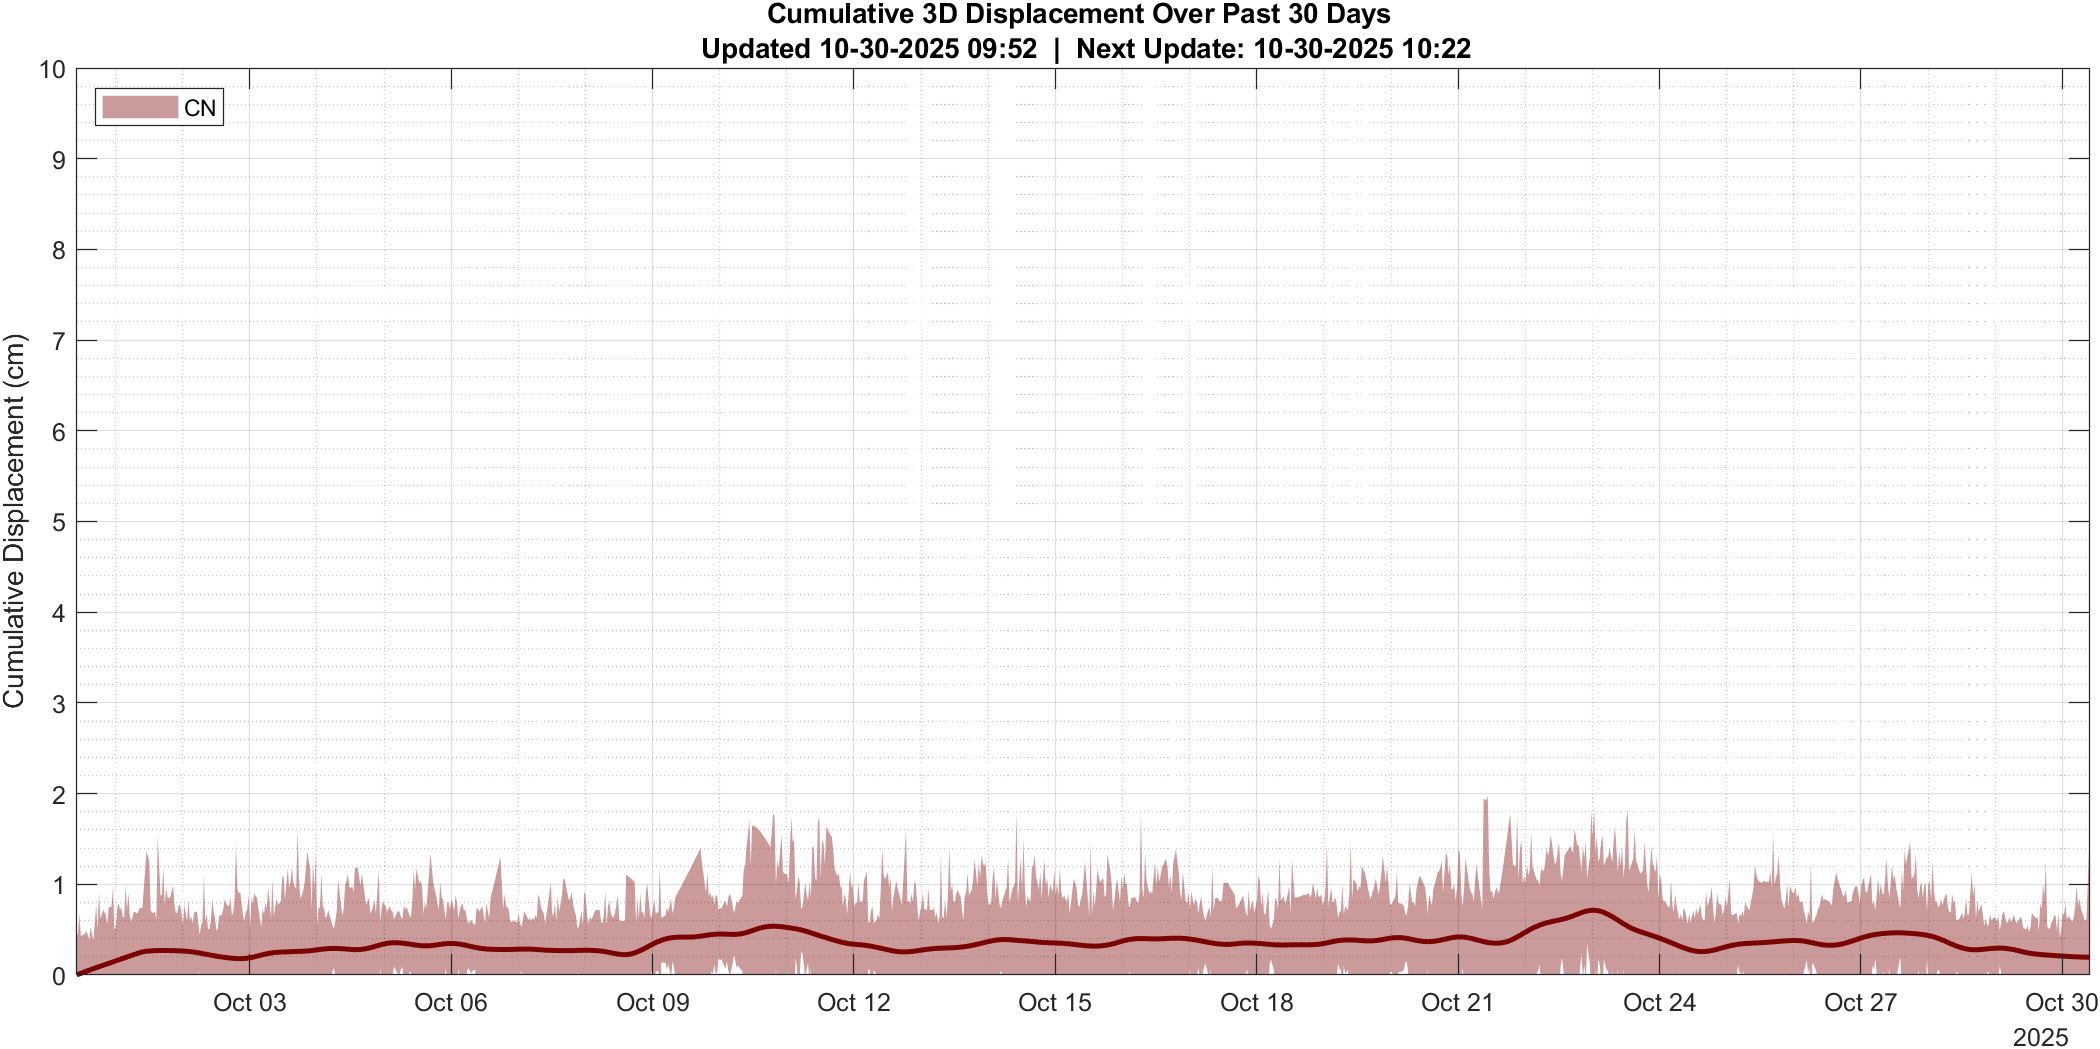 Cumulative 3D Displacement Over Past 30 Days
Updated 10-30-2025 09:52 | Next Update: 10-30-2025 10:22
CN
Cumulative Displacement (cm)
10
9
8
7
6
5
4
3
2
1
0
Oct 03 Oct 06 Oct 09 Oct 12 Oct 15 Oct 18 Oct 21 Oct 24 Oct 27 Oct 30
2025